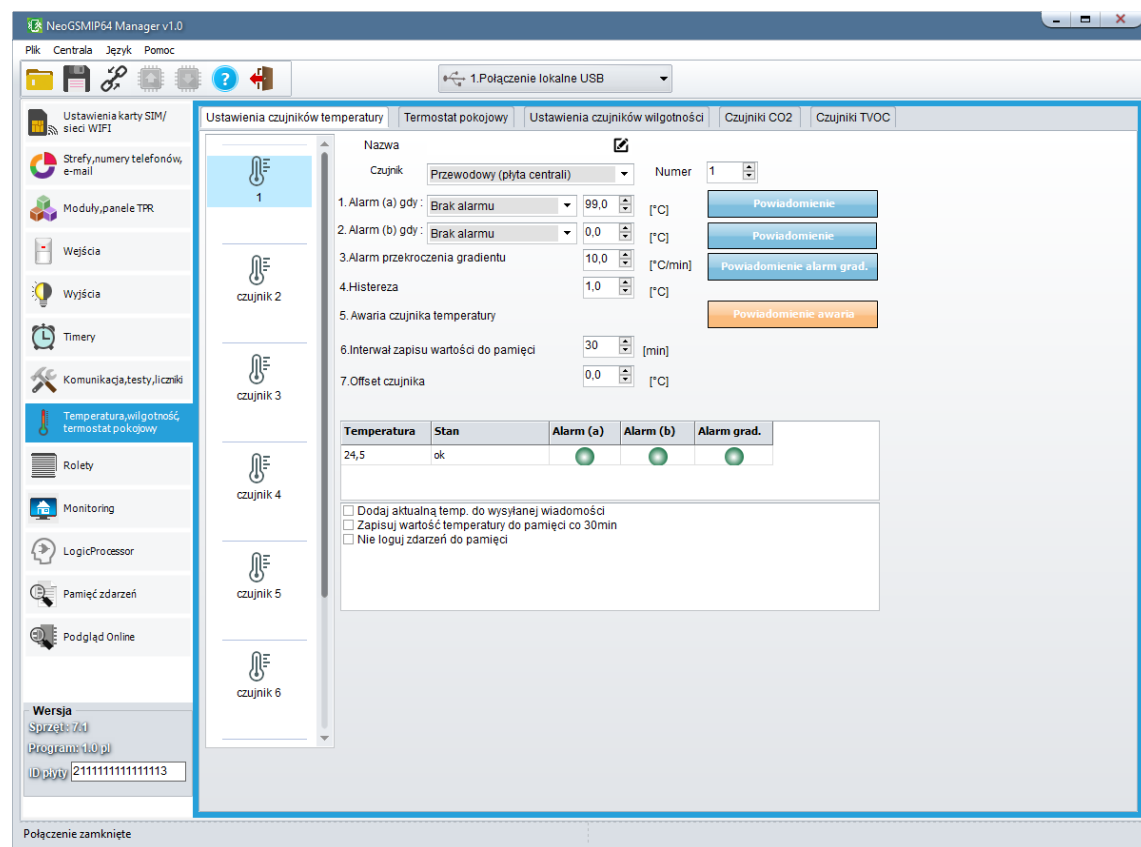 NeoGSMIP64 Manager v1.0
Plik Centrala Język Pomoc
1.Połączenie lokalne USB
Ustawienia karty SIM/
sieci WIFI
Strefy,numery telefonów,
e-mail
Moduły,panele TPR
Wejścia
Wyjścia
Timery
Komunikacja,testy,liczniki
Temperatura,wilgotność,
termostat pokojowy
Rolety
Monitoring
LogicProcessor
Pamięć zdarzeń
Podgląd Online
Wersja
Sprzęt: 7.1
Program: 1.0 pl
ID płyty 2111111111111113
Ustawienia czujników temperatury Termostat pokojowy Ustawienia czujników wilgotności Czujniki CO2 Czujniki TVOC
1
czujnik 2
czujnik 3
czujnik 4
czujnik 5
czujnik 6
Nazwa
Czujnik Przewodowy (płyta centrali) Numer 1
1. Alarm (a) gdy : Brak alarmu 99,0 [°C] Powiadomienie
2. Alarm (b) gdy : Brak alarmu 0,0 [°C] Powiadomienie
3.Alarm przekroczenia gradientu 10,0 [°C/min] Powiadomienie alarm grad.
4.Histereza 1,0 [°C]
5. Awaria czujnika temperatury Powiadomienie awaria
6.Interwał zapisu wartości do pamięci 30 [min]
7.Offset czujnika 0,0 [°C]
Temperatura Stan Alarm (a) Alarm (b) Alarm grad.
24,5 ok
Dodaj aktualną temp. do wysyłanej wiadomości
Zapisuj wartość temperatury do pamięci co 30min
Nie loguj zdarzeń do pamięci
Połączenie zamknięte